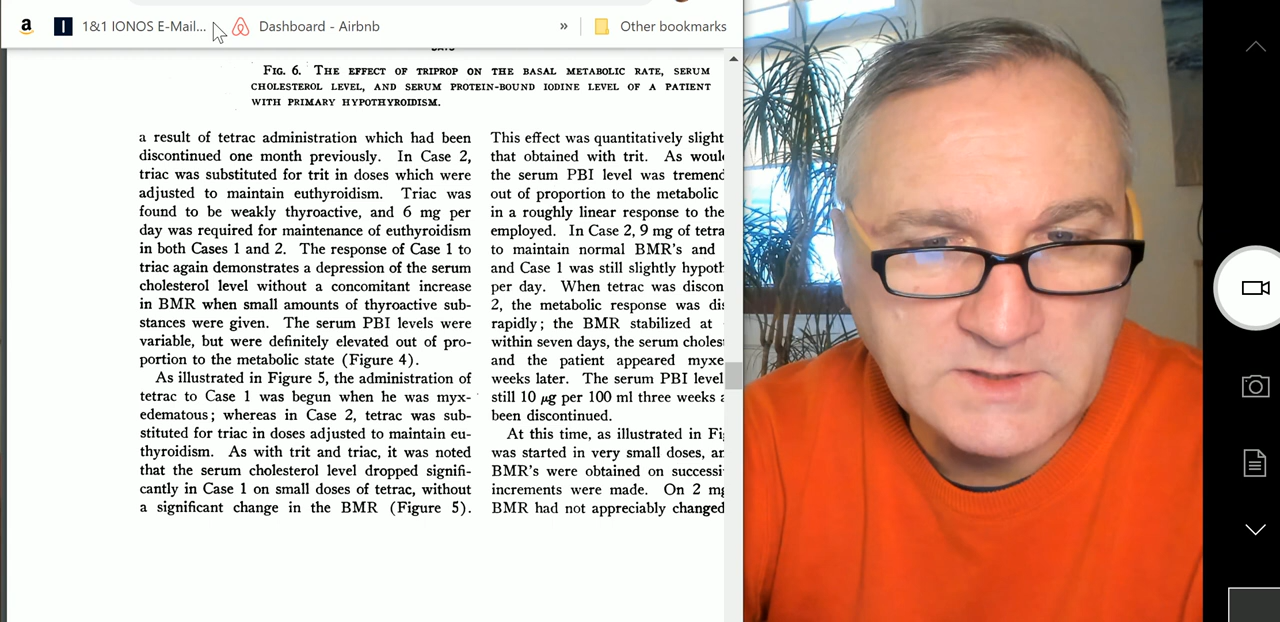 a
1&1 IONOS E-Mail...
Dashboard - Airbnb
»
Other bookmarks
FIG. 6. THE EFFECT OF TRIPROP ON THE BASAL METABOLIC RATE, SERUM
CHOLESTEROL LEVEL, AND SERUM PROTEIN-BOUND IODINE LEVEL OF A PATIENT
WITH PRIMARY HYPOTHYROIDISM.
a result of tetrac administration which had been
discontinued one month previously. In Case 2,
triac was substituted for trit in doses which were
adjusted to maintain euthyroidism. Triac was
found to be weakly thyroactive, and 6 mg per
day was required for maintenance of euthyroidism
in both Cases 1 and 2. The response of Case 1 to
triac again demonstrates a depression of the serum
cholesterol level without a concomitant increase
in BMR when small amounts of thyroactive sub-
stances were given. The serum PBI levels were
variable, but were definitely elevated out of pro-
portion to the metabolic state (Figure 4).
As illustrated in Figure 5, the administration of
tetrac to Case 1 was begun when he was myx-
edematous; whereas in Case 2, tetrac was sub-
stituted for triac in doses adjusted to maintain eu-
thyroidism. As with trit and triac, it was noted
that the serum cholesterol level dropped signifi-
cantly in Case 1 on small doses of tetrac, without
a significant change in the BMR (Figure 5).
This effect was quantitatively slight
that obtained with trit. As woul
the serum PBI level was tremend
out of proportion to the metabolic
in a roughly linear response to the
employed. In Case 2, 9 mg of tetra
to maintain normal BMR's and
and Case 1 was still slightly hypoth
per day. When tetrac was discon
2, the metabolic response was dis
rapidly; the BMR stabilized at
within seven days, the serum choles
and the patient appeared myxe
weeks later. The serum PBI level
still 10 µg per 100 ml three weeks
been discontinued.
At this time, as illustrated in Fi
was started in very small doses, an
BMR's were obtained on successi
increments were made. On 2 mg
BMR had not appreciably changed